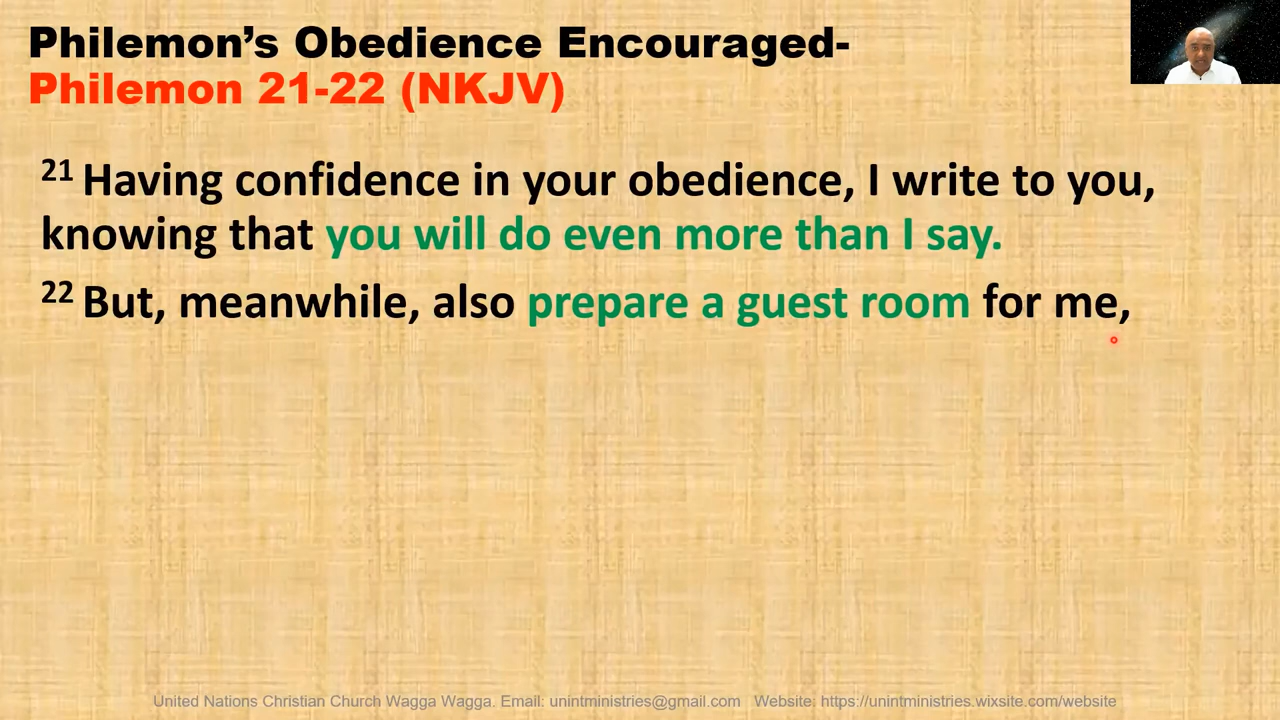 Philemon’s Obedience Encouraged-
Philemon 21-22 (NKJV)
21 Having confidence in your obedience, I write to you,
knowing that you will do even more than I say.
22 But, meanwhile, also prepare a guest room for me,
United Nations Christian Church Wagga Wagga. Email: unintministries@gmail.com Website: https://unintministries.wixsite.com/website